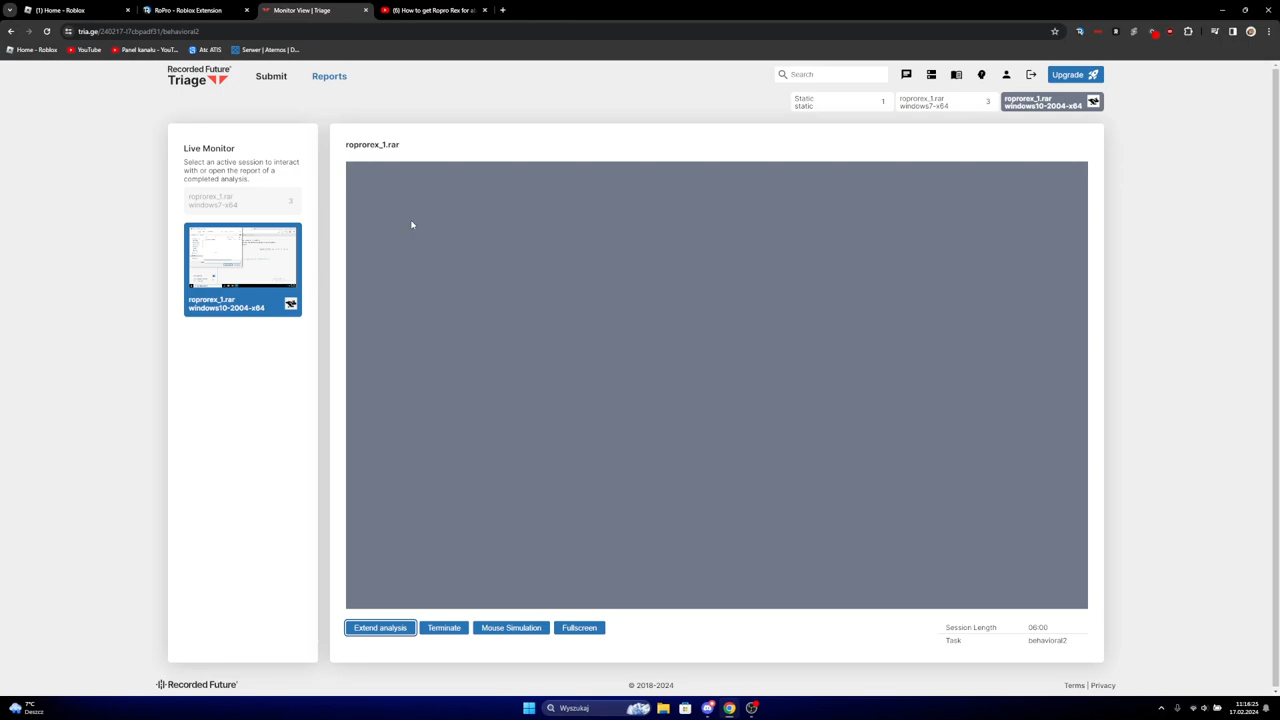 (1) Home - Roblox
RoPro - Roblox Extension
Monitor View | Triage
(6) How to get Ropro Rex for at
tria.ge/240217-l7cbpadf31/behavioral2
Home - Roblox
YouTube
Panel kanału - YouT...
Atc ATIS
Serwer | Aternos | D...
Recorded Future
Triage
Submit
Reports
Search
Upgrade
Static
static
1
roprorex_1.rar
windows7-x64
3
roprorex_1.rar
windows10-2004-x64
Live Monitor
Select an active session to interact
with or open the report of a
completed analysis.
roprorex_1.rar
windows7-x64
3
roprorex_1.rar
windows10-2004-x64
roprorex_1.rar
Extend analysis
Terminate
Mouse Simulation
Fullscreen
Session Length
06:00
Task
behavioral2
Recorded Future
© 2018-2024
Terms | Privacy
7°C
Deszcz
Wyszukaj
11:16:25
17.02.2024